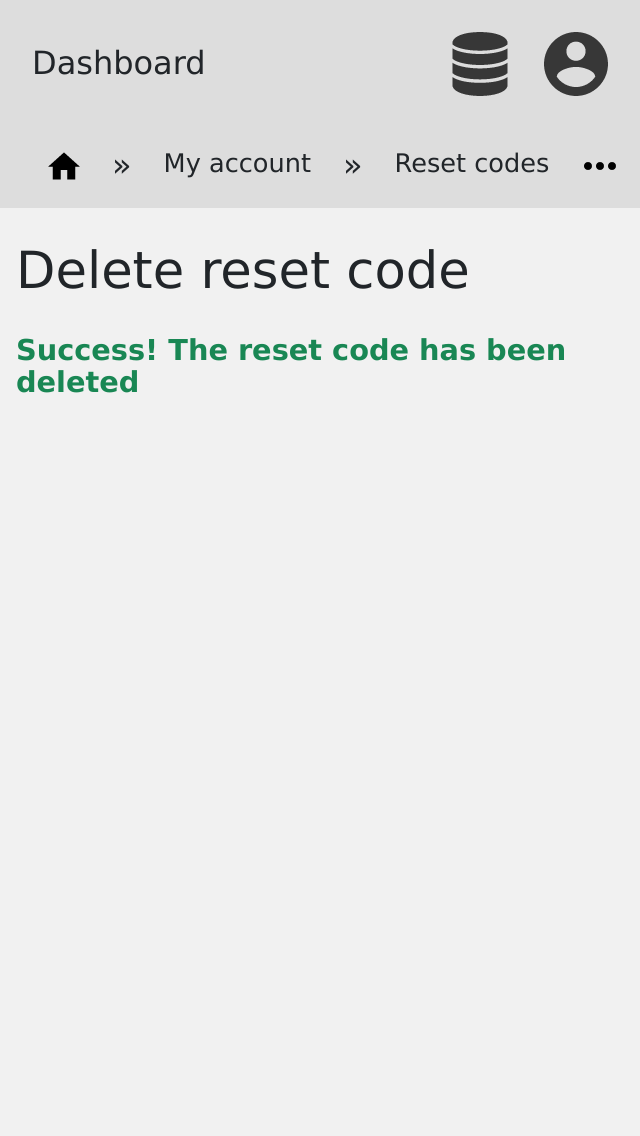 Dashboard
» My account » Reset codes
Delete reset code
Success! The reset code has been
deleted